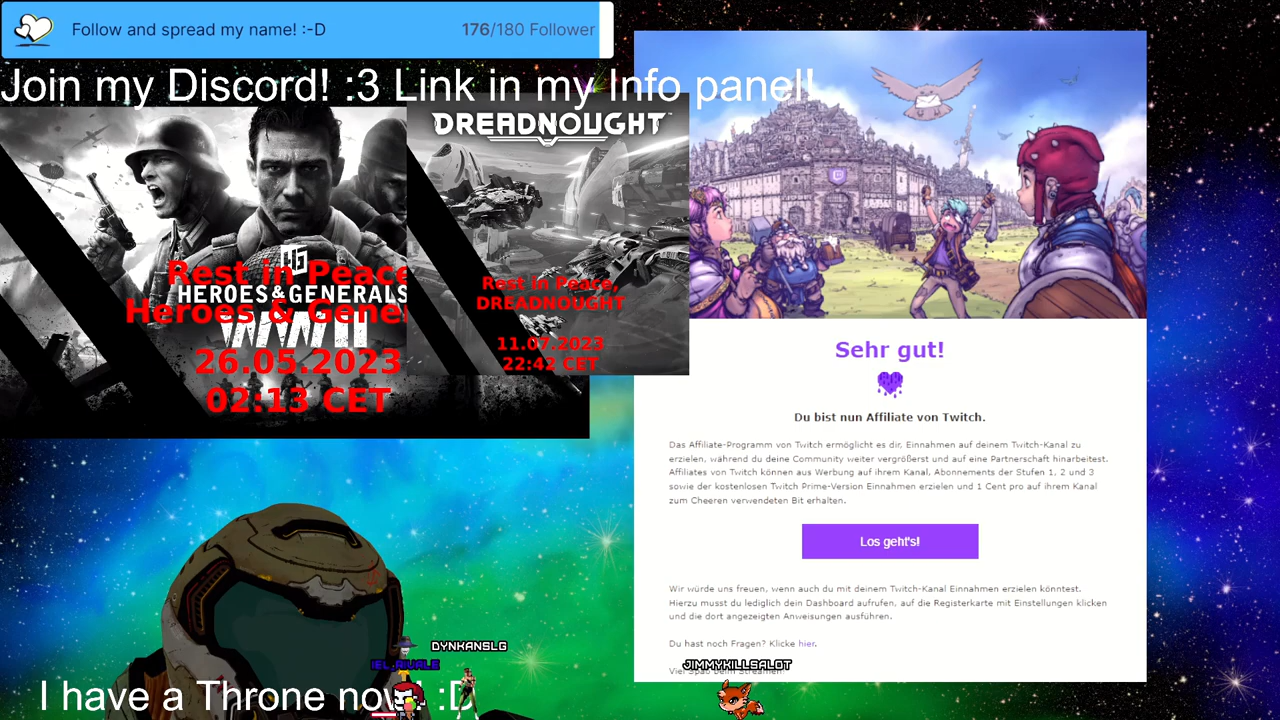 Follow and spread my name! :-D
176/180 Follower
Join my Discord! :3 Link in my Info panel!
DREADNOUGHT
Rest in Peace,
DREADNOUGHT
11.07.2023
22:42 CET
Rest in Peace
HEROES & GENERALS
Heroes & Gene
WWII
26.05.2023
02:13 CET
Sehr gut!
Du bist nun Affiliate von Twitch.
Das Affiliate-Programm von Twitch ermöglicht es dir, Einnahmen auf deinem Twitch-Kanal zu
erzielen, während du deine Community weiter vergrößerst und auf eine Partnerschaft hinarbeitest.
Affiliates von Twitch können aus Werbung auf ihrem Kanal, Abonnements der Stufen 1, 2 und 3
sowie der kostenlosen Twitch Prime-Version Einnahmen erzielen und 1 Cent pro auf ihrem Kanal
zum Cheeren verwendeten Bit erhalten.
Los geht's!
Wir würde uns freuen, wenn auch du mit deinem Twitch-Kanal Einnahmen erzielen könntest.
Hierzu musst du lediglich dein Dashboard aufrufen, auf die Registerkarte mit Einstellungen klicken
und die dort angezeigten Anweisungen ausführen.
Du hast noch Fragen? Klicke hier.
Viel Spaß beim Streamen!
DYNKANSLG
IEL_RIVALE
JIMMYKILLSALOT
I have a Throne now! :D